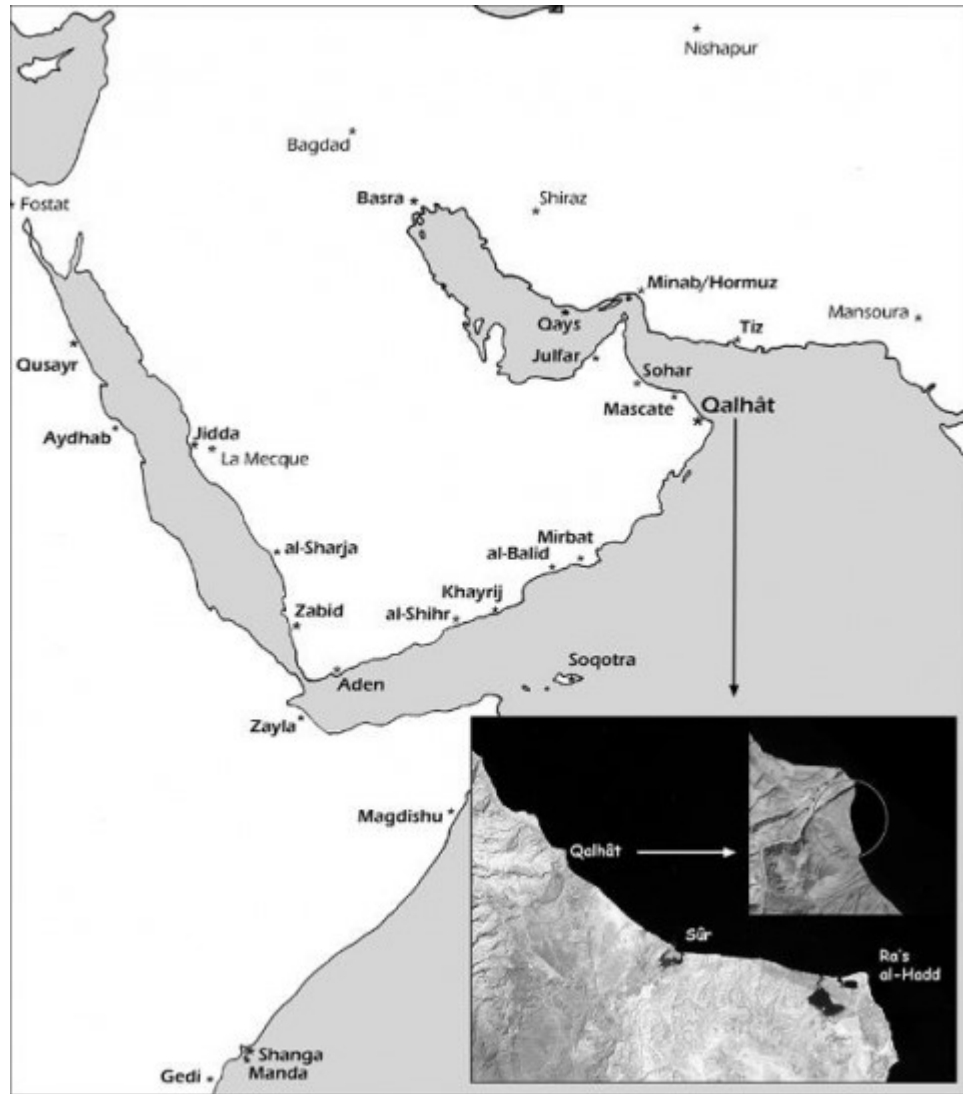 Nishapur
Bagdad
Basra
Shiraz
Fostat
Minab/Hormuz
Qays
Tiz
Mansoura
Qusayr
Julfar
Sohar
Mascate
Qalhât
Aydhab
Jidda
La Mecque
al-Sharja
Mirbat
al-Balid
Khayrij
al-Shihr
Zabid
Soqotra
Aden
Zayla
Magdishu
Qalhât
Sûr
Ra's
al-Hadd
Shanga
Manda
Gedi